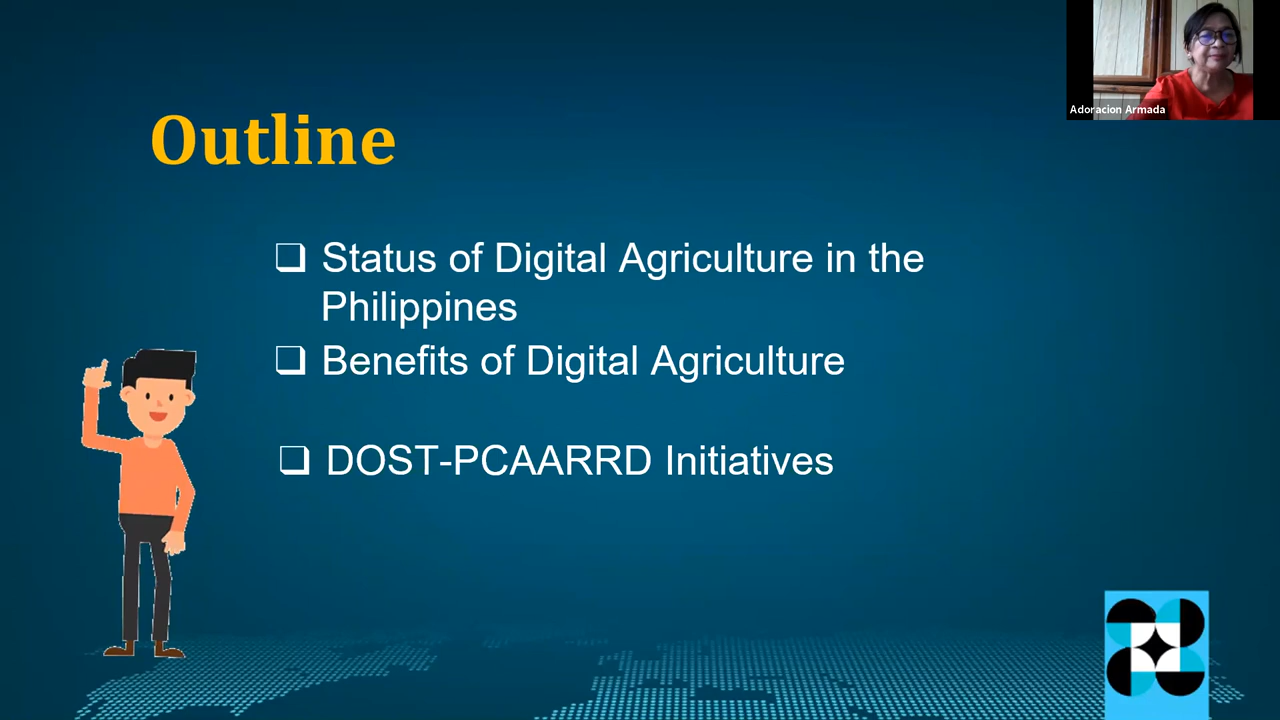 Adoracion Armada
Outline
❑ Status of Digital Agriculture in the
Philippines
❑ Benefits of Digital Agriculture
❑ DOST-PCAARRD Initiatives